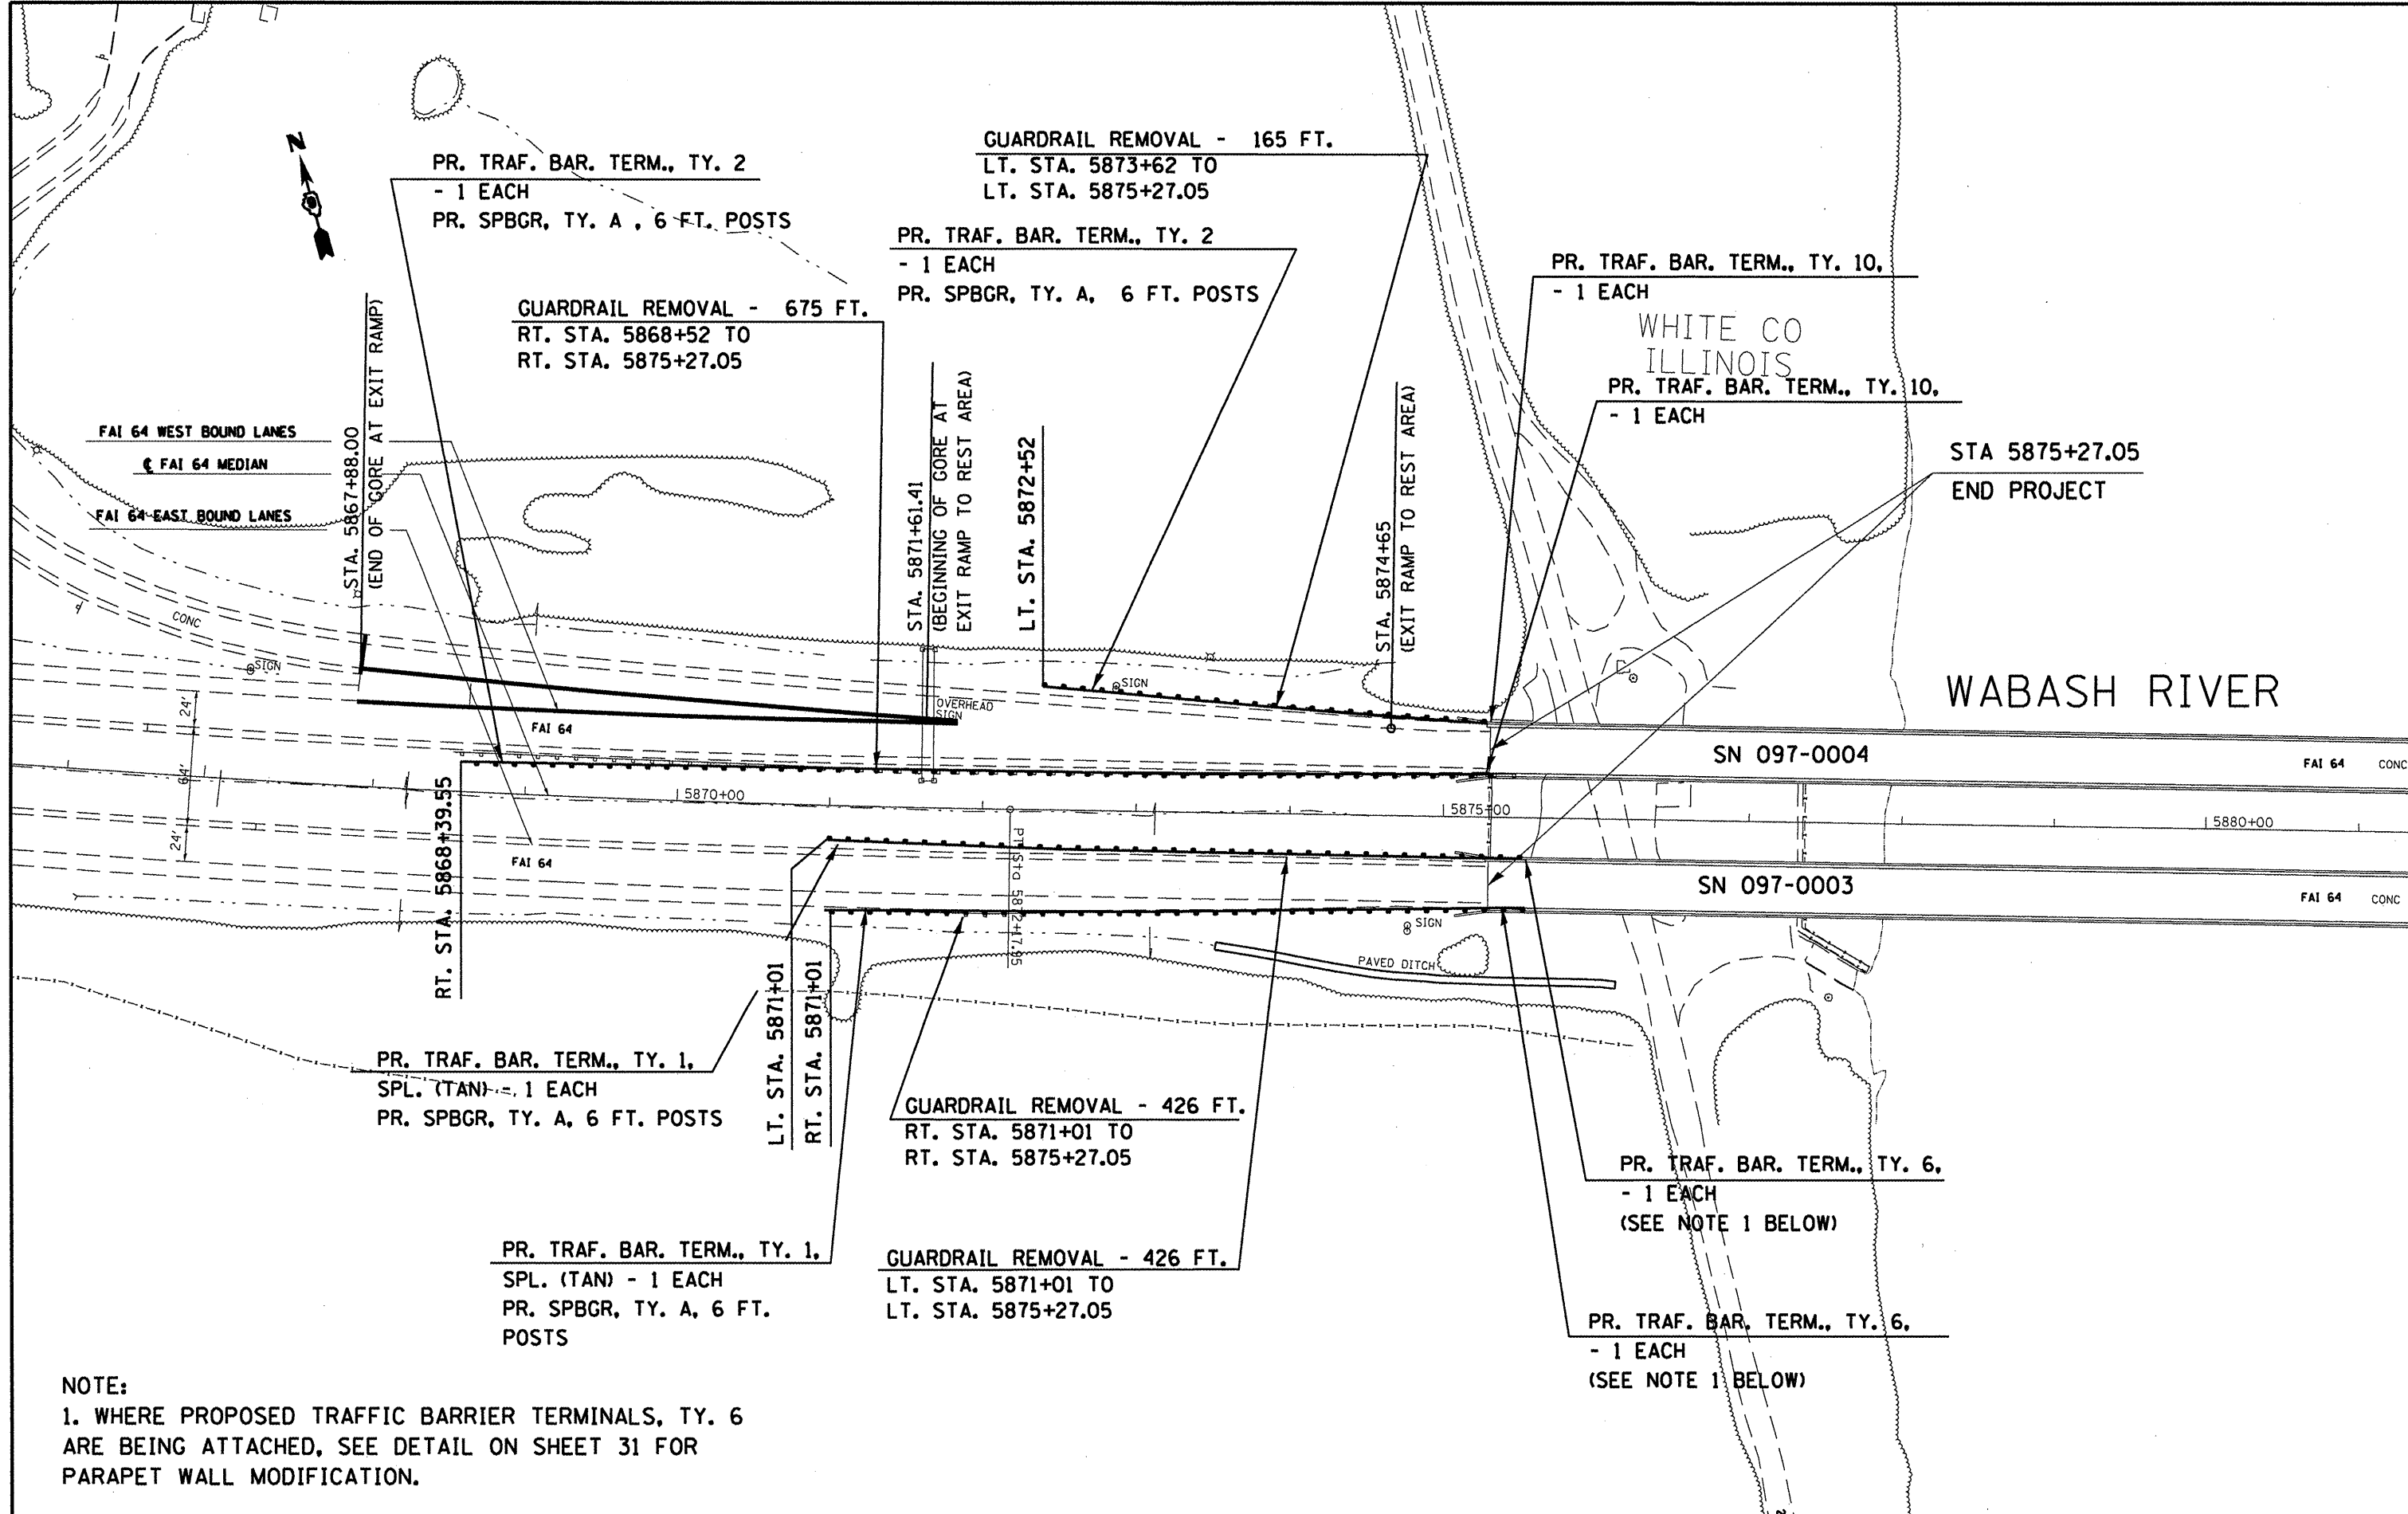 N
PR. TRAF. BAR. TERM., TY. 2
- 1 EACH
PR. SPBGR, TY. A , 6 FT. POSTS
GUARDRAIL REMOVAL - 165 FT.
LT. STA. 5873+62 TO
LT. STA. 5875+27.05
PR. TRAF. BAR. TERM., TY. 2
- 1 EACH
PR. SPBGR, TY. A, 6 FT. POSTS
GUARDRAIL REMOVAL - 675 FT.
RT. STA. 5868+52 TO
RT. STA. 5875+27.05
PR. TRAF. BAR. TERM., TY. 10,
- 1 EACH
WHITE CO
ILLINOIS
PR. TRAF. BAR. TERM., TY. 10,
- 1 EACH
STA 5875+27.05
END PROJECT
FAI 64 WEST BOUND LANES
℄ FAI 64 MEDIAN
FAI 64 EAST BOUND LANES
STA. 5867+88.00
(END OF GORE AT EXIT RAMP)
STA. 5871+61.41
(BEGINNING OF GORE AT
EXIT RAMP TO REST AREA)
LT. STA. 5872+52
STA. 5874+65
(EXIT RAMP TO REST AREA)
CONC
SIGN
SIGN
OVERHEAD
SIGN
FAI 64
24'
64'
24'
WABASH RIVER
SN 097-0004
FAI 64 CONC
5870+00
5875+00
5880+00
RT. STA. 5868+39.55
FAI 64
PT Sta 5872+17.95
SN 097-0003
FAI 64 CONC
SIGN
PAVED DITCH
LT. STA. 5871+01
RT. STA. 5871+01
PR. TRAF. BAR. TERM., TY. 1,
SPL. (TAN) - 1 EACH
PR. SPBGR, TY. A, 6 FT. POSTS
GUARDRAIL REMOVAL - 426 FT.
RT. STA. 5871+01 TO
RT. STA. 5875+27.05
PR. TRAF. BAR. TERM., TY. 6,
- 1 EACH
(SEE NOTE 1 BELOW)
PR. TRAF. BAR. TERM., TY. 1,
SPL. (TAN) - 1 EACH
PR. SPBGR, TY. A, 6 FT.
POSTS
GUARDRAIL REMOVAL - 426 FT.
LT. STA. 5871+01 TO
LT. STA. 5875+27.05
PR. TRAF. BAR. TERM., TY. 6,
- 1 EACH
(SEE NOTE 1 BELOW)
NOTE:
1. WHERE PROPOSED TRAFFIC BARRIER TERMINALS, TY. 6
ARE BEING ATTACHED, SEE DETAIL ON SHEET 31 FOR
PARAPET WALL MODIFICATION.